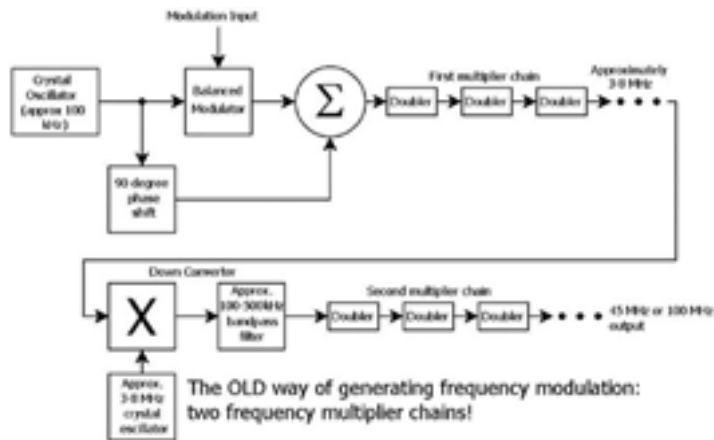 Modulation Input
Crystal
Oscillator
(approx 100
kHz)
Balanced
Modulator
Σ
First multiplier chain
Doubler
Doubler
Doubler
Approximately
3-8 MHz
90 degree
phase
shift
Down Converter
X
Approx.
100-500kHz
bandpass
filter
Second multiplier chain
Doubler
Doubler
Doubler
45 MHz or 100 MHz
output
Approx.
3-8 MHz
crystal
oscillator
The OLD way of generating frequency modulation:
two frequency multiplier chains!